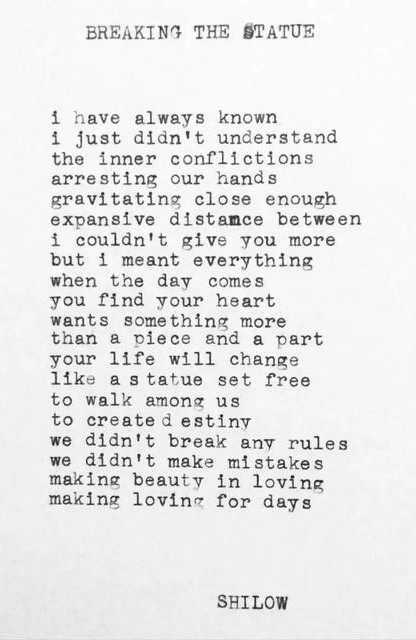 BREAKING THE STATUE
i have always known
i just didn't understand
the inner conflictions
arresting our hands
gravitating close enough
expansive distamce between
i couldn't give you more
but i meant everything
when the day comes
you find your heart
wants something more
than a piece and a part
your life will change
like a s tatue set free
to walk among us
to create d estiny
we didn't break any rules
we didn't make mistakes
making beauty in loving
making loving for days
SHILOW